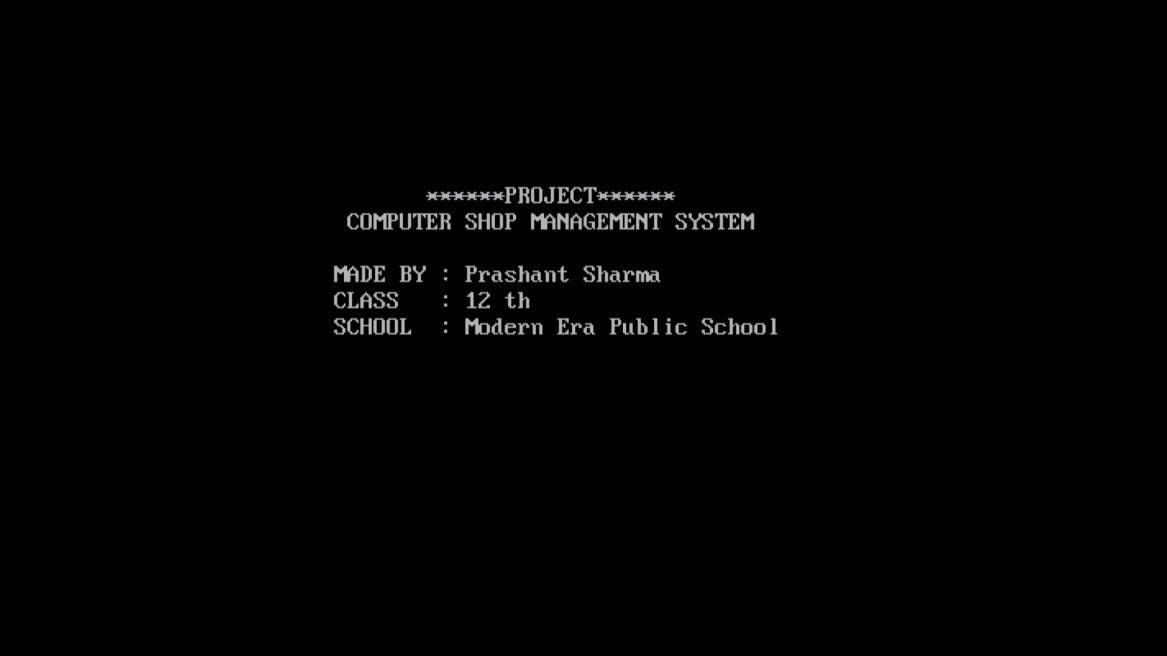 ******PROJECT******
COMPUTER SHOP MANAGEMENT SYSTEM
MADE BY : Prashant Sharma
CLASS : 12 th
SCHOOL : Modern Era Public School